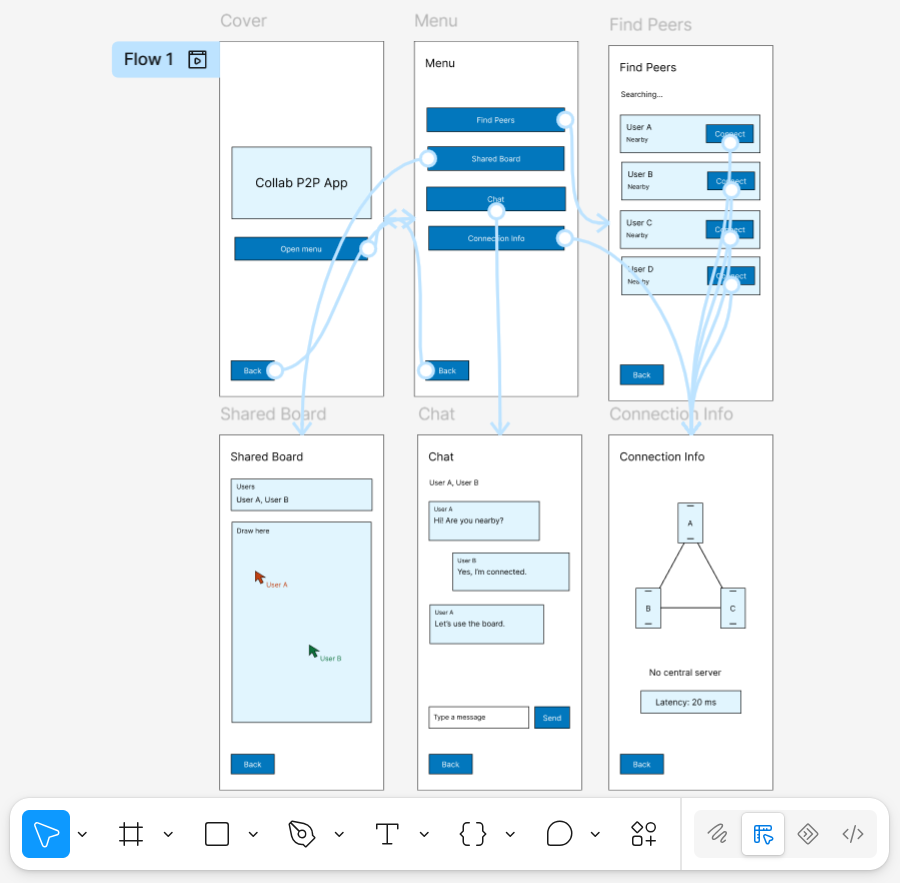 Cover
Menu
Find Peers
Flow 1
Collab P2P App
Open menu
Back
Menu
Find Peers
Shared Board
Chat
Connection Info
Back
Find Peers
Searching...
User A
Nearby
Connect
User B
Nearby
Connect
User C
Nearby
Connect
User D
Nearby
Connect
Back
Shared Board
Chat
Connection Info
Shared Board
Users
User A, User B
Draw here
User A
User B
Back
Chat
User A, User B
User A
Hi! Are you nearby?
User B
Yes, I'm connected.
User A
Let's use the board.
Type a message
Send
Back
Connection Info
A
B
C
No central server
Latency: 20 ms
Back